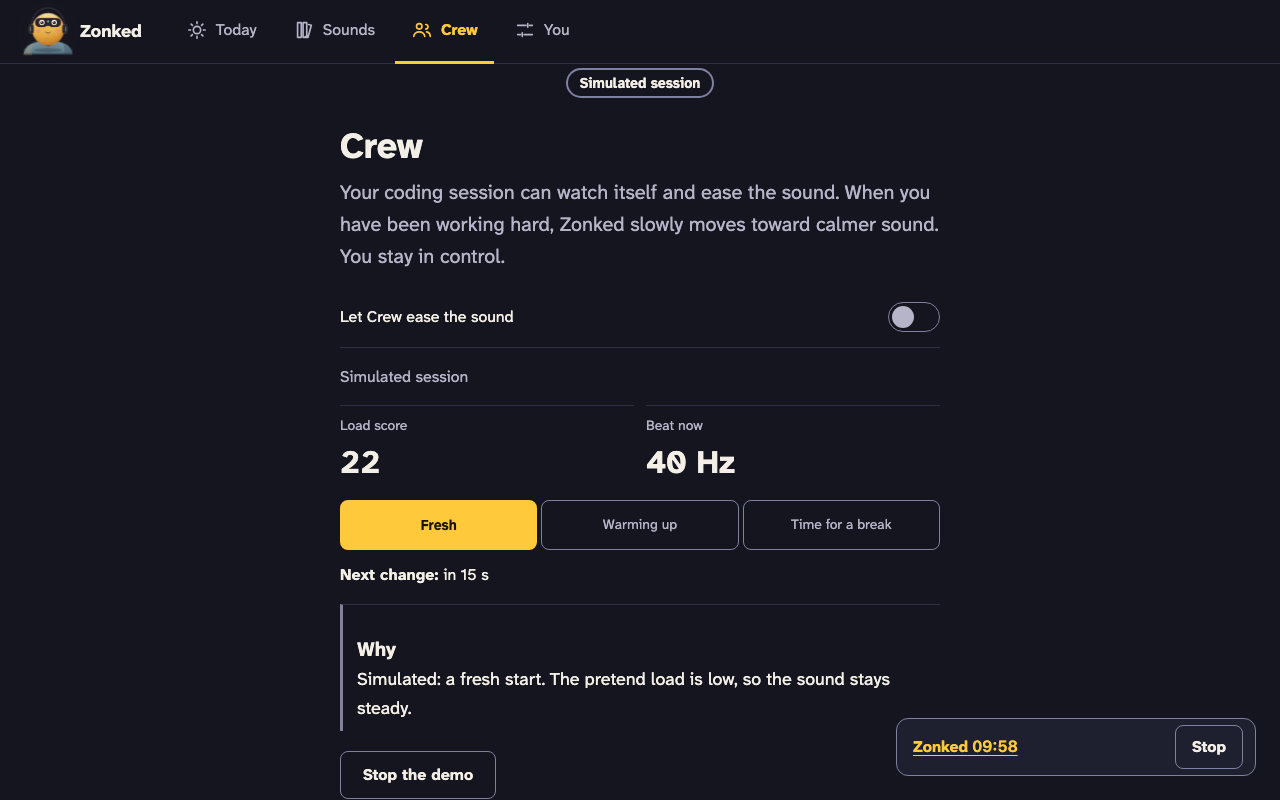 Zonked
Today
Sounds
Crew
You
Simulated session
Crew
Your coding session can watch itself and ease the sound. When you
have been working hard, Zonked slowly moves toward calmer sound.
You stay in control.
Let Crew ease the sound
Simulated session
Load score
22
Beat now
40 Hz
Fresh
Warming up
Time for a break
Next change: in 15 s
Why
Simulated: a fresh start. The pretend load is low, so the sound stays
steady.
Stop the demo
Zonked 09:58
Stop